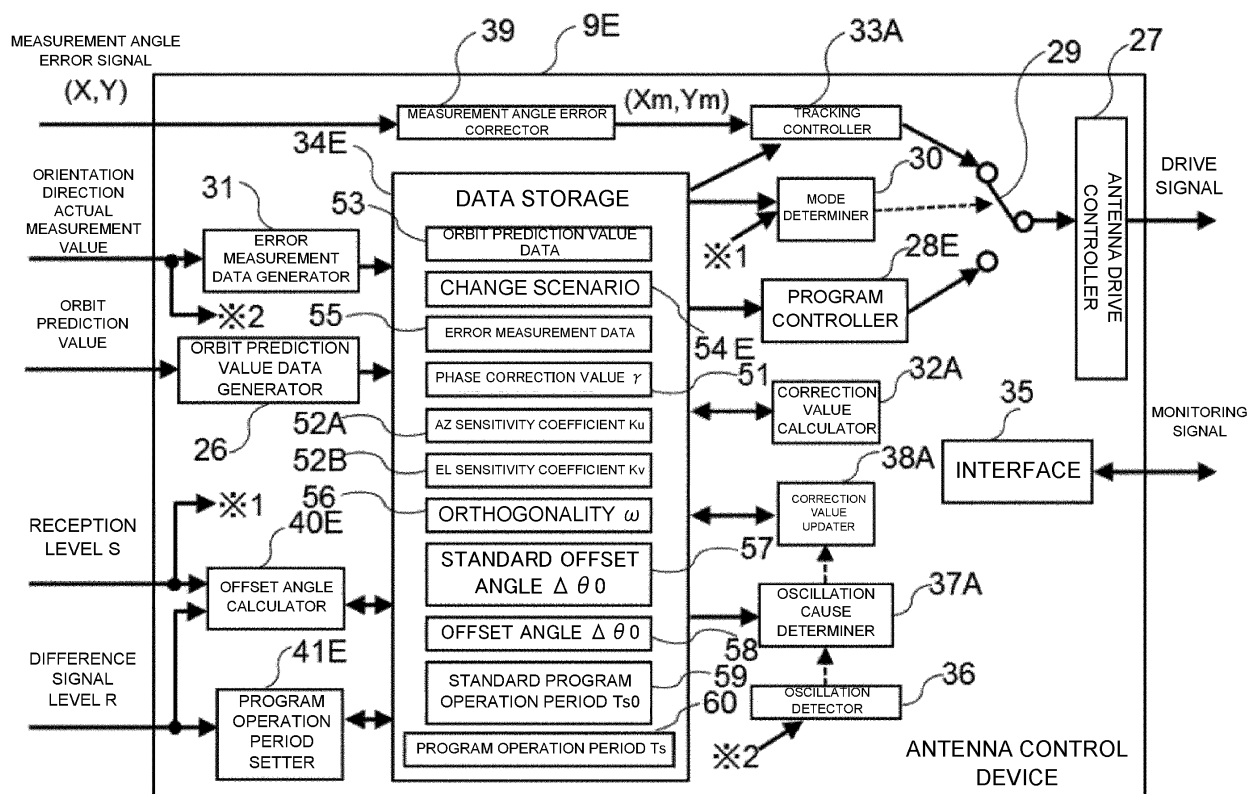 MEASUREMENT ANGLE
ERROR SIGNAL
(X,Y)
39
9E
33A
27
29
MEASUREMENT ANGLE ERROR
CORRECTOR
(Xm,Ym)
TRACKING
CONTROLLER
34E
30
ORIENTATION
DIRECTION
ACTUAL
MEASUREMENT
VALUE
31
ERROR
MEASUREMENT
DATA GENERATOR
※2
DATA STORAGE
53
ORBIT PREDICTION VALUE
DATA
CHANGE SCENARIO
54E
55
ERROR MEASUREMENT DATA
PHASE CORRECTION VALUE γ
51
52A
AZ SENSITIVITY COEFFICIENT Ku
52B
EL SENSITIVITY COEFFICIENT Kv
56
ORTHOGONALITY ω
STANDARD OFFSET
ANGLE Δθ0
57
OFFSET ANGLE Δθ0
58
STANDARD PROGRAM
OPERATION PERIOD Ts0
59
60
PROGRAM OPERATION PERIOD Ts
MODE
DETERMINER
※1
28E
PROGRAM
CONTROLLER
ANTENNA DRIVE
CONTROLLER
DRIVE
SIGNAL
ORBIT
PREDICTION
VALUE
ORBIT PREDICTION
VALUE DATA
GENERATOR
26
32A
CORRECTION
VALUE
CALCULATOR
35
INTERFACE
MONITORING
SIGNAL
38A
CORRECTION
VALUE
UPDATER
※1
RECEPTION
LEVEL S
40E
OFFSET ANGLE
CALCULATOR
37A
OSCILLATION
CAUSE
DETERMINER
DIFFERENCE
SIGNAL
LEVEL R
41E
PROGRAM
OPERATION
PERIOD
SETTER
36
OSCILLATION
DETECTOR
※2
ANTENNA CONTROL
DEVICE